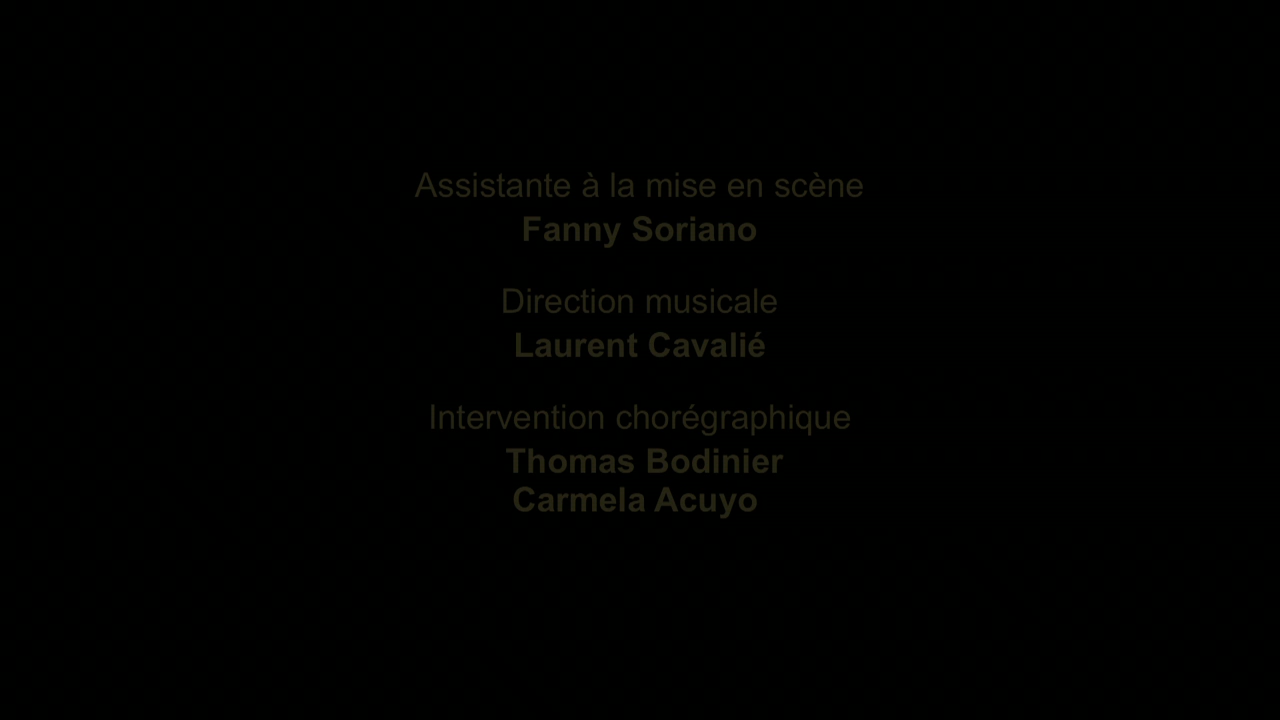 Assistante à la mise en scène
Fanny Soriano
Direction musicale
Laurent Cavalié
Intervention chorégraphique
Thomas Bodinier
Carmela Acuyo